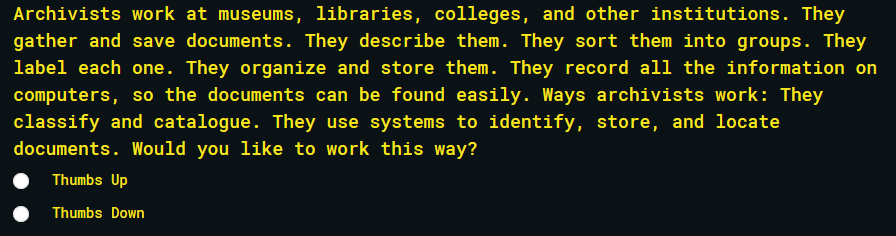 Archivists work at museums, libraries, colleges, and other institutions. They
gather and save documents. They describe them. They sort them into groups. They
label each one. They organize and store them. They record all the information on
computers, so the documents can be found easily. Ways archivists work: They
classify and catalogue. They use systems to identify, store, and locate
documents. Would you like to work this way?
Thumbs Up
Thumbs Down